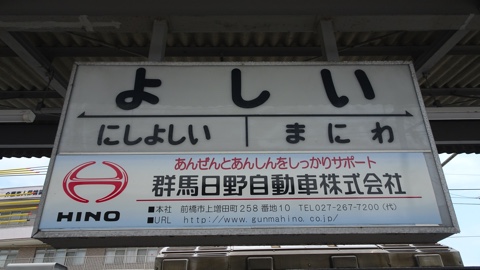 よしい
にしよしい
まにわ
あんぜんとあんしんをしっかりサポート
群馬日野自動車株式会社
HINO
■本社 前橋市上増田町258番地10 TEL027-267-7200(代)
■URL http://www.gunmahino.co.jp/